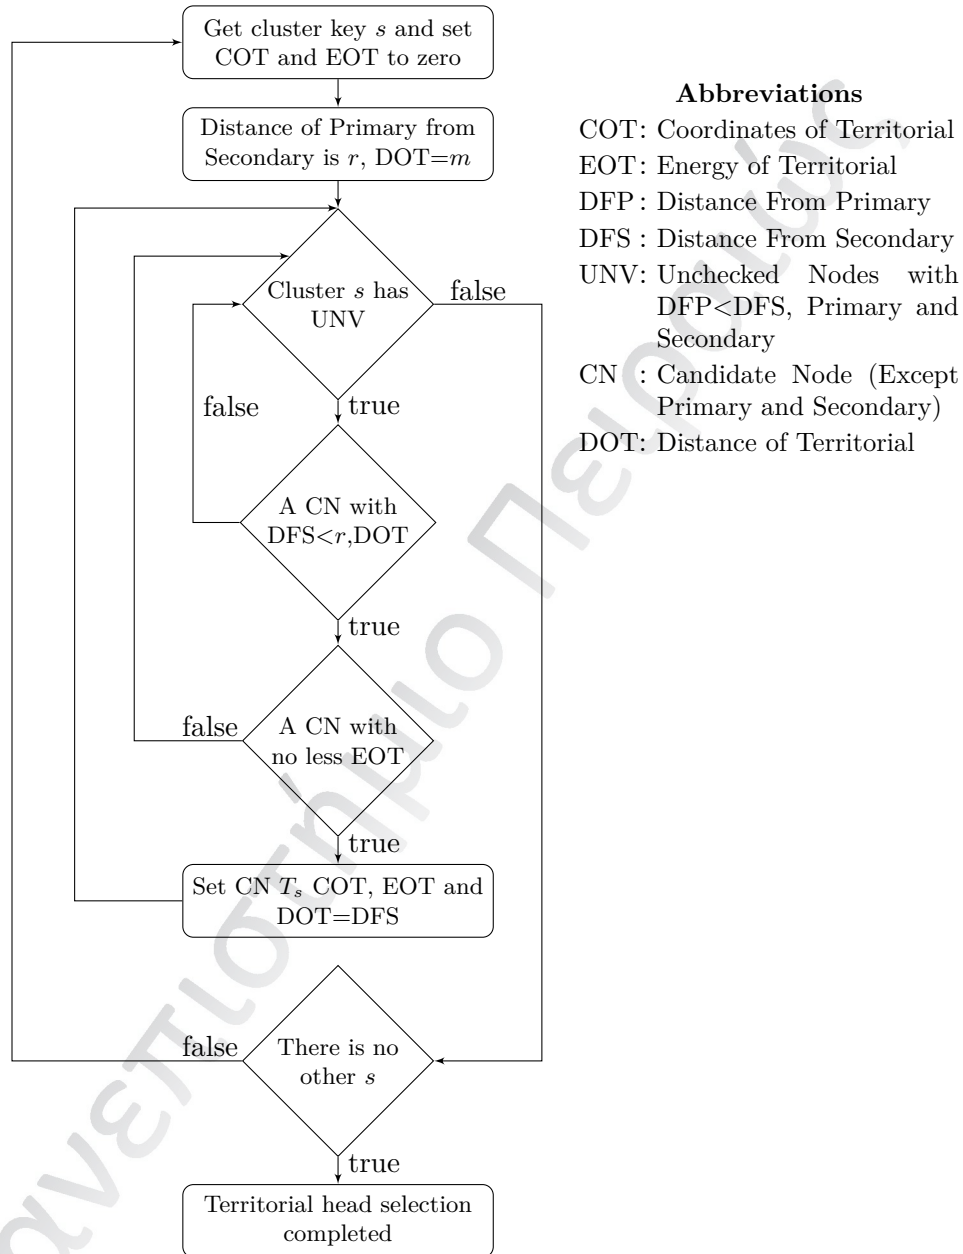 Get cluster key s and set
COT and EOT to zero
Distance of Primary from
Secondary is r, DOT=m
Cluster s has
UNV
false
true
false
A CN with
DFS<r,DOT
true
false
A CN with
no less EOT
true
Set CN Tₛ COT, EOT and
DOT=DFS
false
There is no
other s
true
Territorial head selection
completed
Abbreviations
COT: Coordinates of Territorial
EOT: Energy of Territorial
DFP : Distance From Primary
DFS : Distance From Secondary
UNV: Unchecked Nodes with
DFP<DFS, Primary and
Secondary
CN : Candidate Node (Except
Primary and Secondary)
DOT: Distance of Territorial
ανεπιστήμιο Πειραιώς